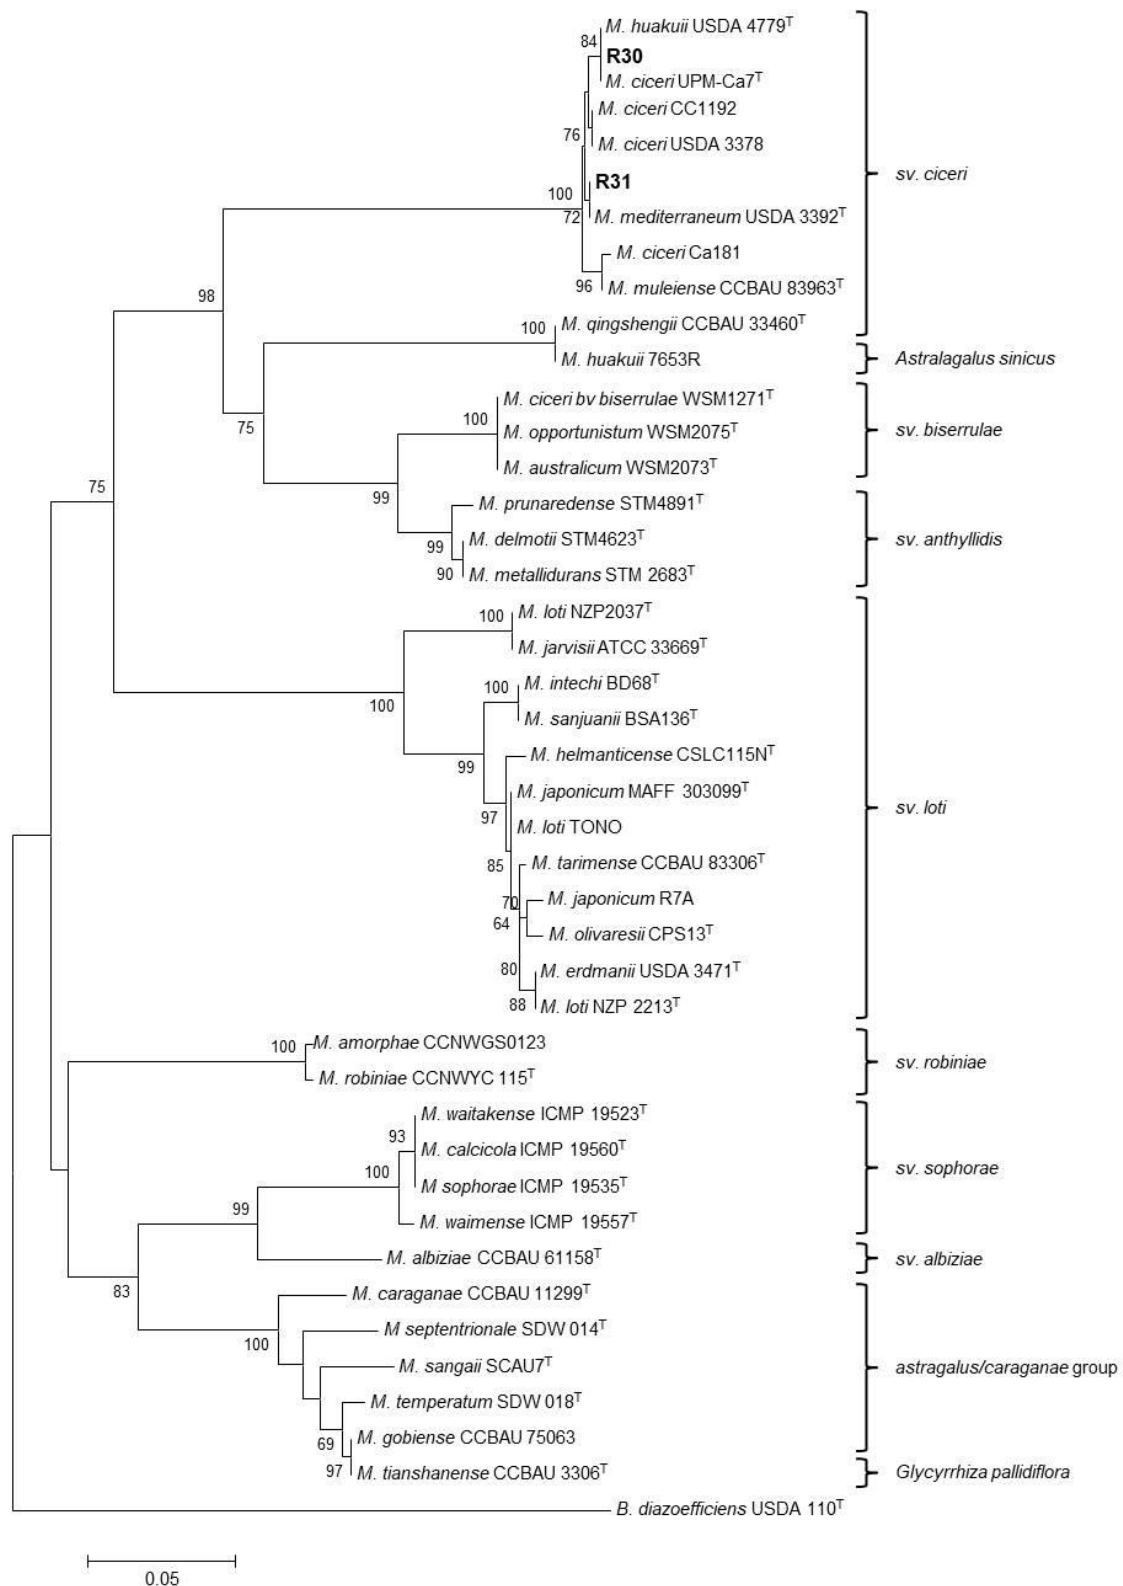 M. huakuii USDA 4779T
84
R30
M. ciceri UPM-Ca7T
M. ciceri CC1192
76
M. ciceri USDA 3378
sv. ciceri
R31
100
72
M. mediterraneum USDA 3392T
M. ciceri Ca181
96
M. muleiense CCBAU 83963T
98
M. qingshengii CCBAU 33460T
100
M. huakuii 7653R
Astralagalus sinicus
M. ciceri bv biserrulae WSM1271T
100
75
M. opportunistum WSM2075T
sv. biserrulae
M. australicum WSM2073T
75
99
M. prunaredense STM4891T
M. delmotii STM4623T
sv. anthyllidis
99
90
M. metallidurans STM 2683T
M. loti NZP2037T
100
M. jarvisii ATCC 33669T
M. intechi BD68T
100
100
M. sanjuanii BSA136T
M. helmanticense CSLC115NT
99
M. japonicum MAFF 303099T
sv. loti
97
M. loti TONO
M. tarimense CCBAU 83306T
85
M. japonicum R7A
70
64
M. olivaresii CPS13T
80
M. erdmanii USDA 3471T
88
M. loti NZP 2213T
M. amorphae CCNWGS0123
100
sv. robiniae
M. robiniae CCNWYC 115T
M. waitakense ICMP 19523T
93
M. calcicola ICMP 19560T
100
sv. sophorae
M sophorae ICMP 19535T
99
M. waimense ICMP 19557T
M. albiziae CCBAU 61158T
sv. albiziae
83
M. caraganae CCBAU 11299T
M septentrionale SDW 014T
100
M. sangaii SCAU7T
astragalus/caraganae group
M. temperatum SDW 018T
69
M. gobiense CCBAU 75063
97
M. tianshanense CCBAU 3306T
Glycyrrhiza pallidiflora
B. diazoefficiens USDA 110T
0.05